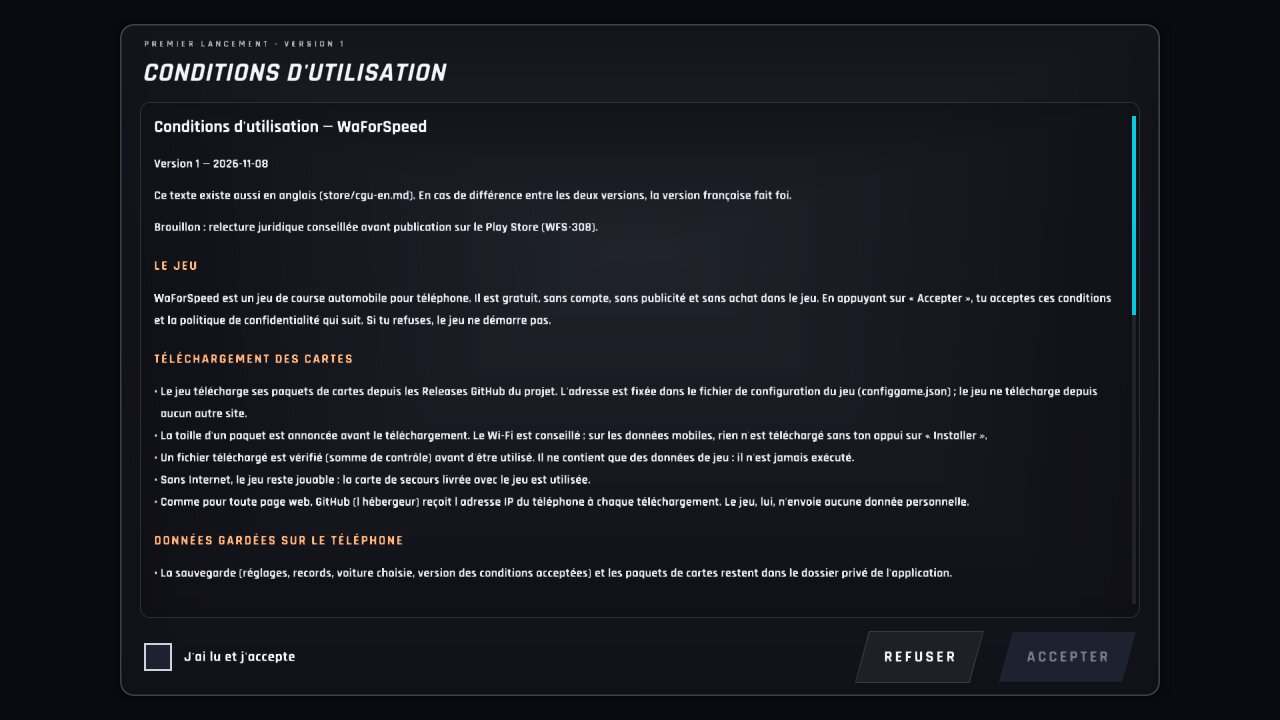 PREMIER LANCEMENT · VERSION 1
CONDITIONS D'UTILISATION
Conditions d'utilisation — WaForSpeed
Version 1 — 2026-11-08
Ce texte existe aussi en anglais (store/cgu-en.md). En cas de différence entre les deux versions, la version française fait foi.
Brouillon : relecture juridique conseillée avant publication sur le Play Store (WFS-308).
LE JEU
WaForSpeed est un jeu de course automobile pour téléphone. Il est gratuit, sans compte, sans publicité et sans achat dans le jeu. En appuyant sur « Accepter », tu acceptes ces conditions
et la politique de confidentialité qui suit. Si tu refuses, le jeu ne démarre pas.
TÉLÉCHARGEMENT DES CARTES
• Le jeu télécharge ses paquets de cartes depuis les Releases GitHub du projet. L'adresse est fixée dans le fichier de configuration du jeu (configgame.json) ; le jeu ne télécharge depuis
aucun autre site.
• La taille d'un paquet est annoncée avant le téléchargement. Le Wi-Fi est conseillé : sur les données mobiles, rien n'est téléchargé sans ton appui sur « Installer ».
• Un fichier téléchargé est vérifié (somme de contrôle) avant d'être utilisé. Il ne contient que des données de jeu : il n'est jamais exécuté.
• Sans Internet, le jeu reste jouable : la carte de secours livrée avec le jeu est utilisée.
• Comme pour toute page web, GitHub (l'hébergeur) reçoit l'adresse IP du téléphone à chaque téléchargement. Le jeu, lui, n'envoie aucune donnée personnelle.
DONNÉES GARDÉES SUR LE TÉLÉPHONE
• La sauvegarde (réglages, records, voiture choisie, version des conditions acceptées) et les paquets de cartes restent dans le dossier privé de l'application.
J'ai lu et j'accepte
REFUSER
ACCEPTER